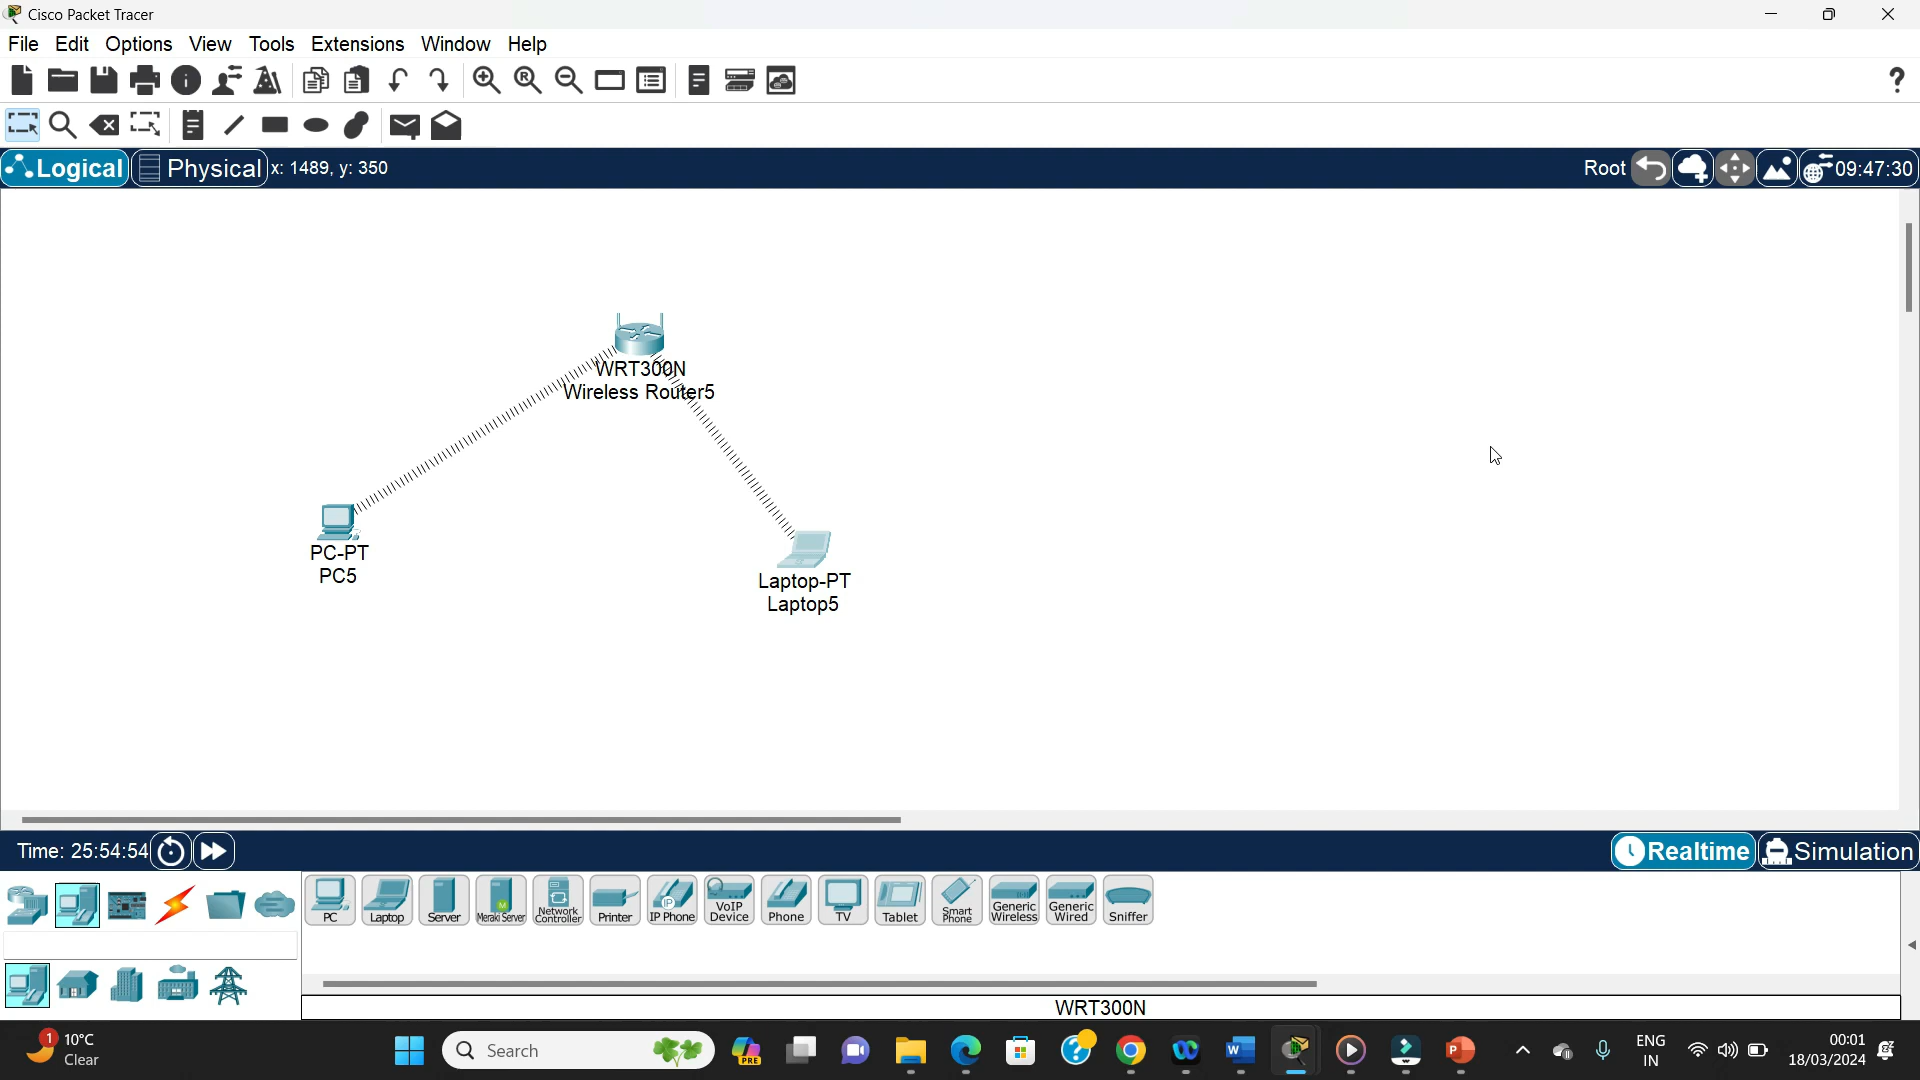 Cisco Packet Tracer
File Edit Options View Tools Extensions Window Help
Logical Physical x: 1489, y: 350 Root 09:47:30
WRT300N
Wireless Router5
PC-PT
PC5
Laptop-PT
Laptop5
Time: 25:54:54 Realtime Simulation
PC Laptop Server Meraki Server Network Controller Printer IP Phone VoIP Device Phone TV Tablet Smart Phone Generic Wireless Generic Wired Sniffer
WRT300N
1 10°C
Clear
Search
PRE
ENG
IN
00:01
18/03/2024